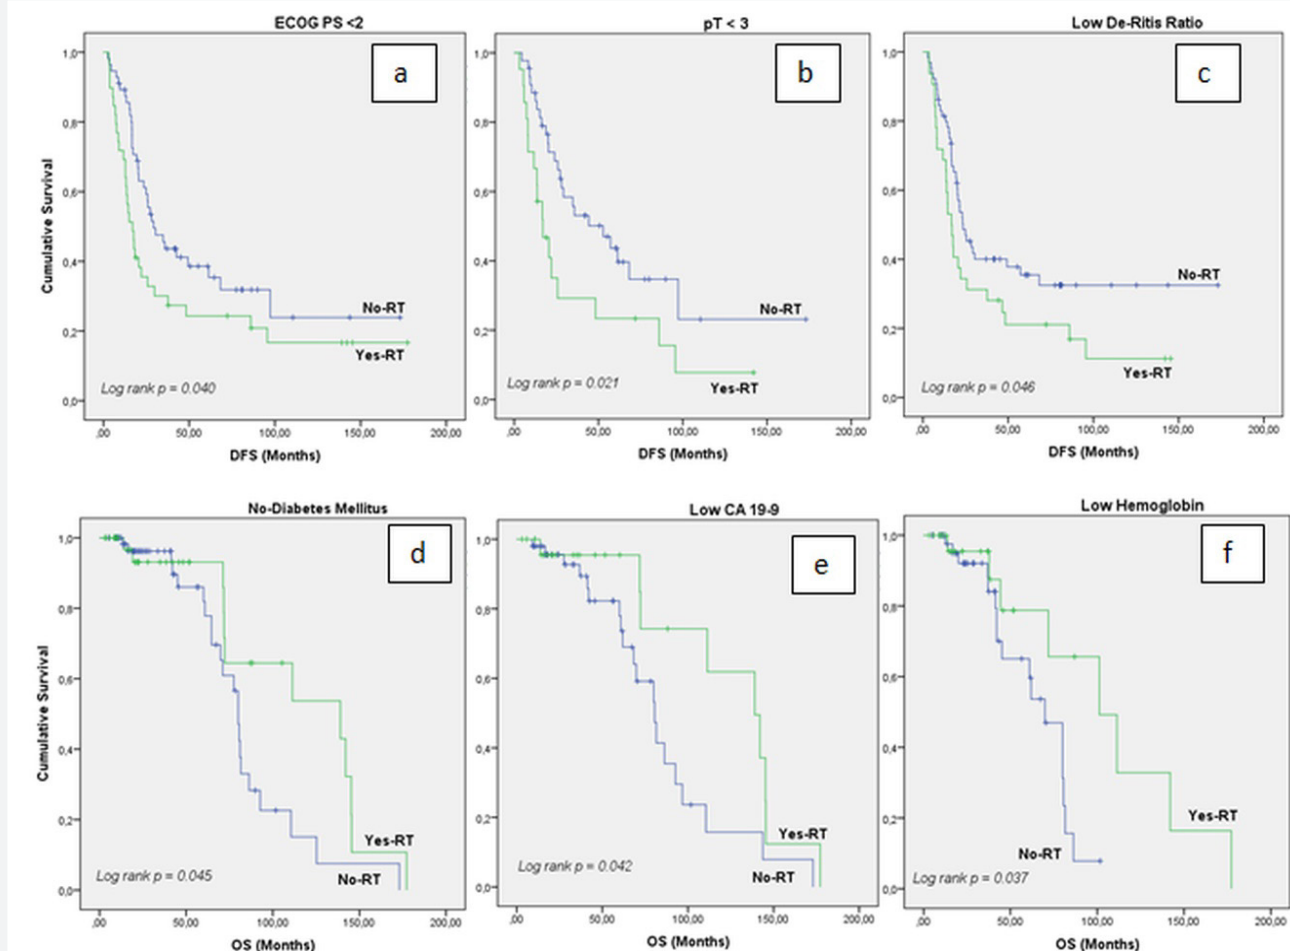 ECOG PS <2
a
Cumulative Survival
1,0
0,8
0,6
0,4
0,2
0,0
No-RT
Yes-RT
Log rank p = 0.040
,00 50,00 100,00 150,00 200,00
DFS (Months)
pT < 3
b
1,0
0,8
0,6
0,4
0,2
0,0
No-RT
Yes-RT
Log rank p = 0.021
,00 50,00 100,00 150,00 200,00
DFS (Months)
Low De-Ritis Ratio
c
1,0
0,8
0,6
0,4
0,2
0,0
No-RT
Yes-RT
Log rank p = 0.046
,00 50,00 100,00 150,00 200,00
DFS (Months)
No-Diabetes Mellitus
d
Cumulative Survival
1,0
0,8
0,6
0,4
0,2
0,0
Yes-RT
No-RT
Log rank p = 0.045
,00 50,00 100,00 150,00 200,00
OS (Months)
Low CA 19-9
e
1,0
0,8
0,6
0,4
0,2
0,0
Yes-RT
No-RT
Log rank p = 0.042
,00 50,00 100,00 150,00 200,00
OS (Months)
Low Hemoglobin
f
1,0
0,8
0,6
0,4
0,2
0,0
Yes-RT
No-RT
Log rank p = 0.037
,00 50,00 100,00 150,00 200,00
OS (Months)